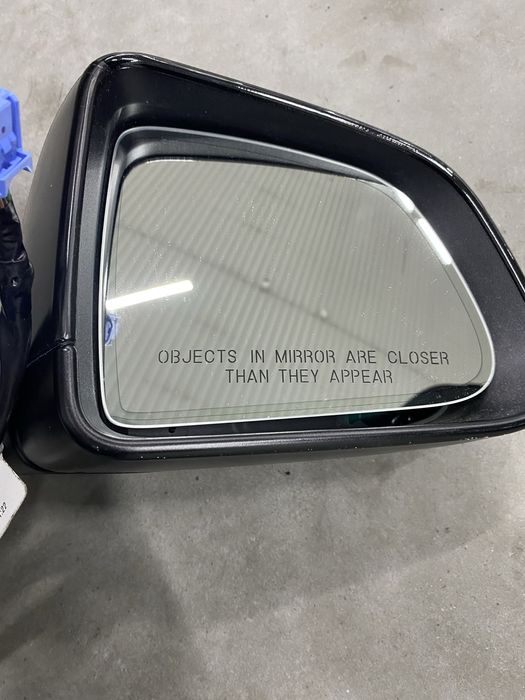 OBJECTS IN MIRROR ARE CLOSER
THAN THEY APPEAR